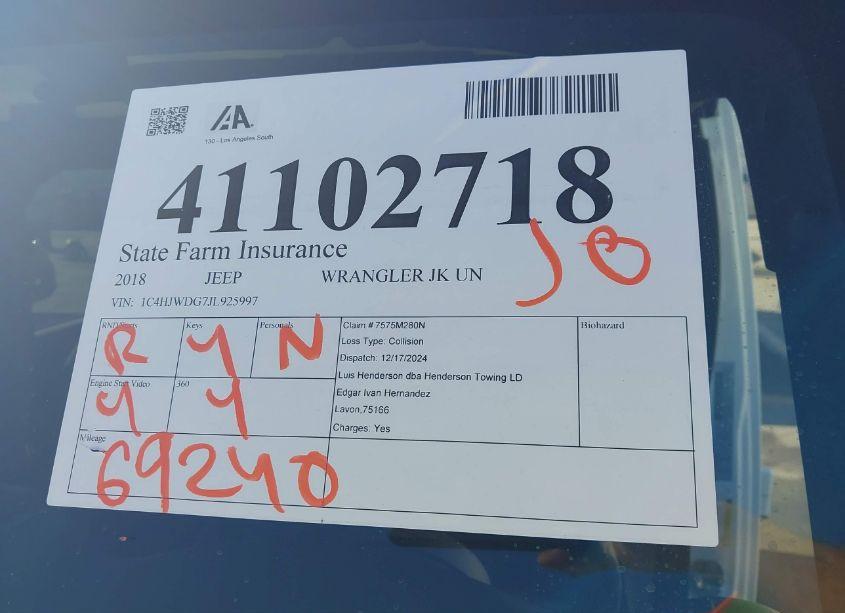 IAA.
130 - Los Angeles South
41102718
State Farm Insurance
JB
2018 JEEP WRANGLER JK UN
VIN: 1C4HJWDG7JL925997
RND/Starts Keys Personals
R Y N
Engine Start Video 360
Y Y
Mileage
69240
Claim # 7575M280N
Loss Type: Collision
Dispatch: 12/17/2024
Luis Henderson dba Henderson Towing LD
Edgar Ivan Hernandez
Lavon,75166
Charges: Yes
Biohazard